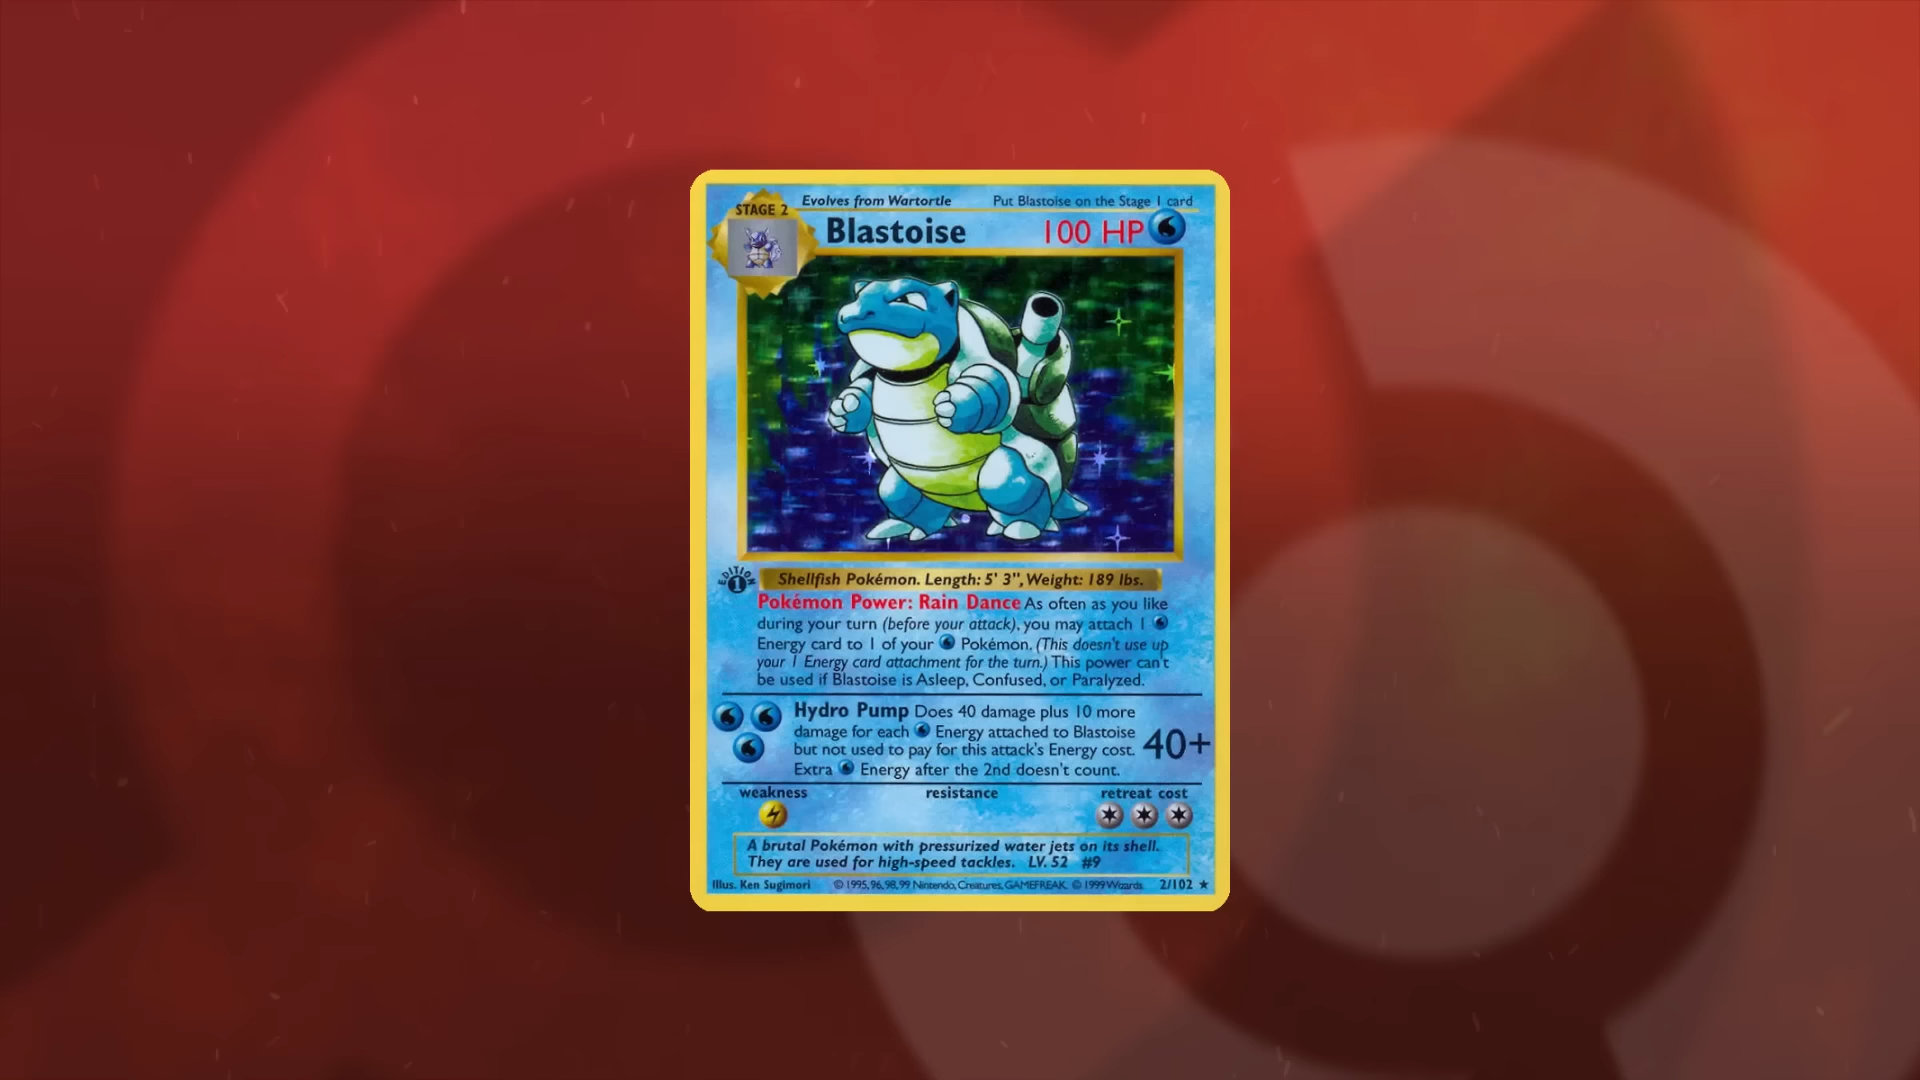 Evolves from Wartortle Put Blastoise on the Stage 1 card
STAGE 2
Blastoise 100 HP
EDITION 1
Shellfish Pokémon. Length: 5' 3", Weight: 189 lbs.
Pokémon Power: Rain Dance As often as you like
during your turn (before your attack), you may attach 1
Energy card to 1 of your Pokémon. (This doesn't use up
your 1 Energy card attachment for the turn.) This power can't
be used if Blastoise is Asleep, Confused, or Paralyzed.
Hydro Pump Does 40 damage plus 10 more
damage for each Energy attached to Blastoise
but not used to pay for this attack's Energy cost.
Extra Energy after the 2nd doesn't count.
40+
weakness resistance retreat cost
A brutal Pokémon with pressurized water jets on its shell.
They are used for high-speed tackles. LV. 52 #9
Illus. Ken Sugimori © 1995, 96, 98, 99 Nintendo, Creatures, GAMEFREAK. © 1999 Wizards. 2/102 ★